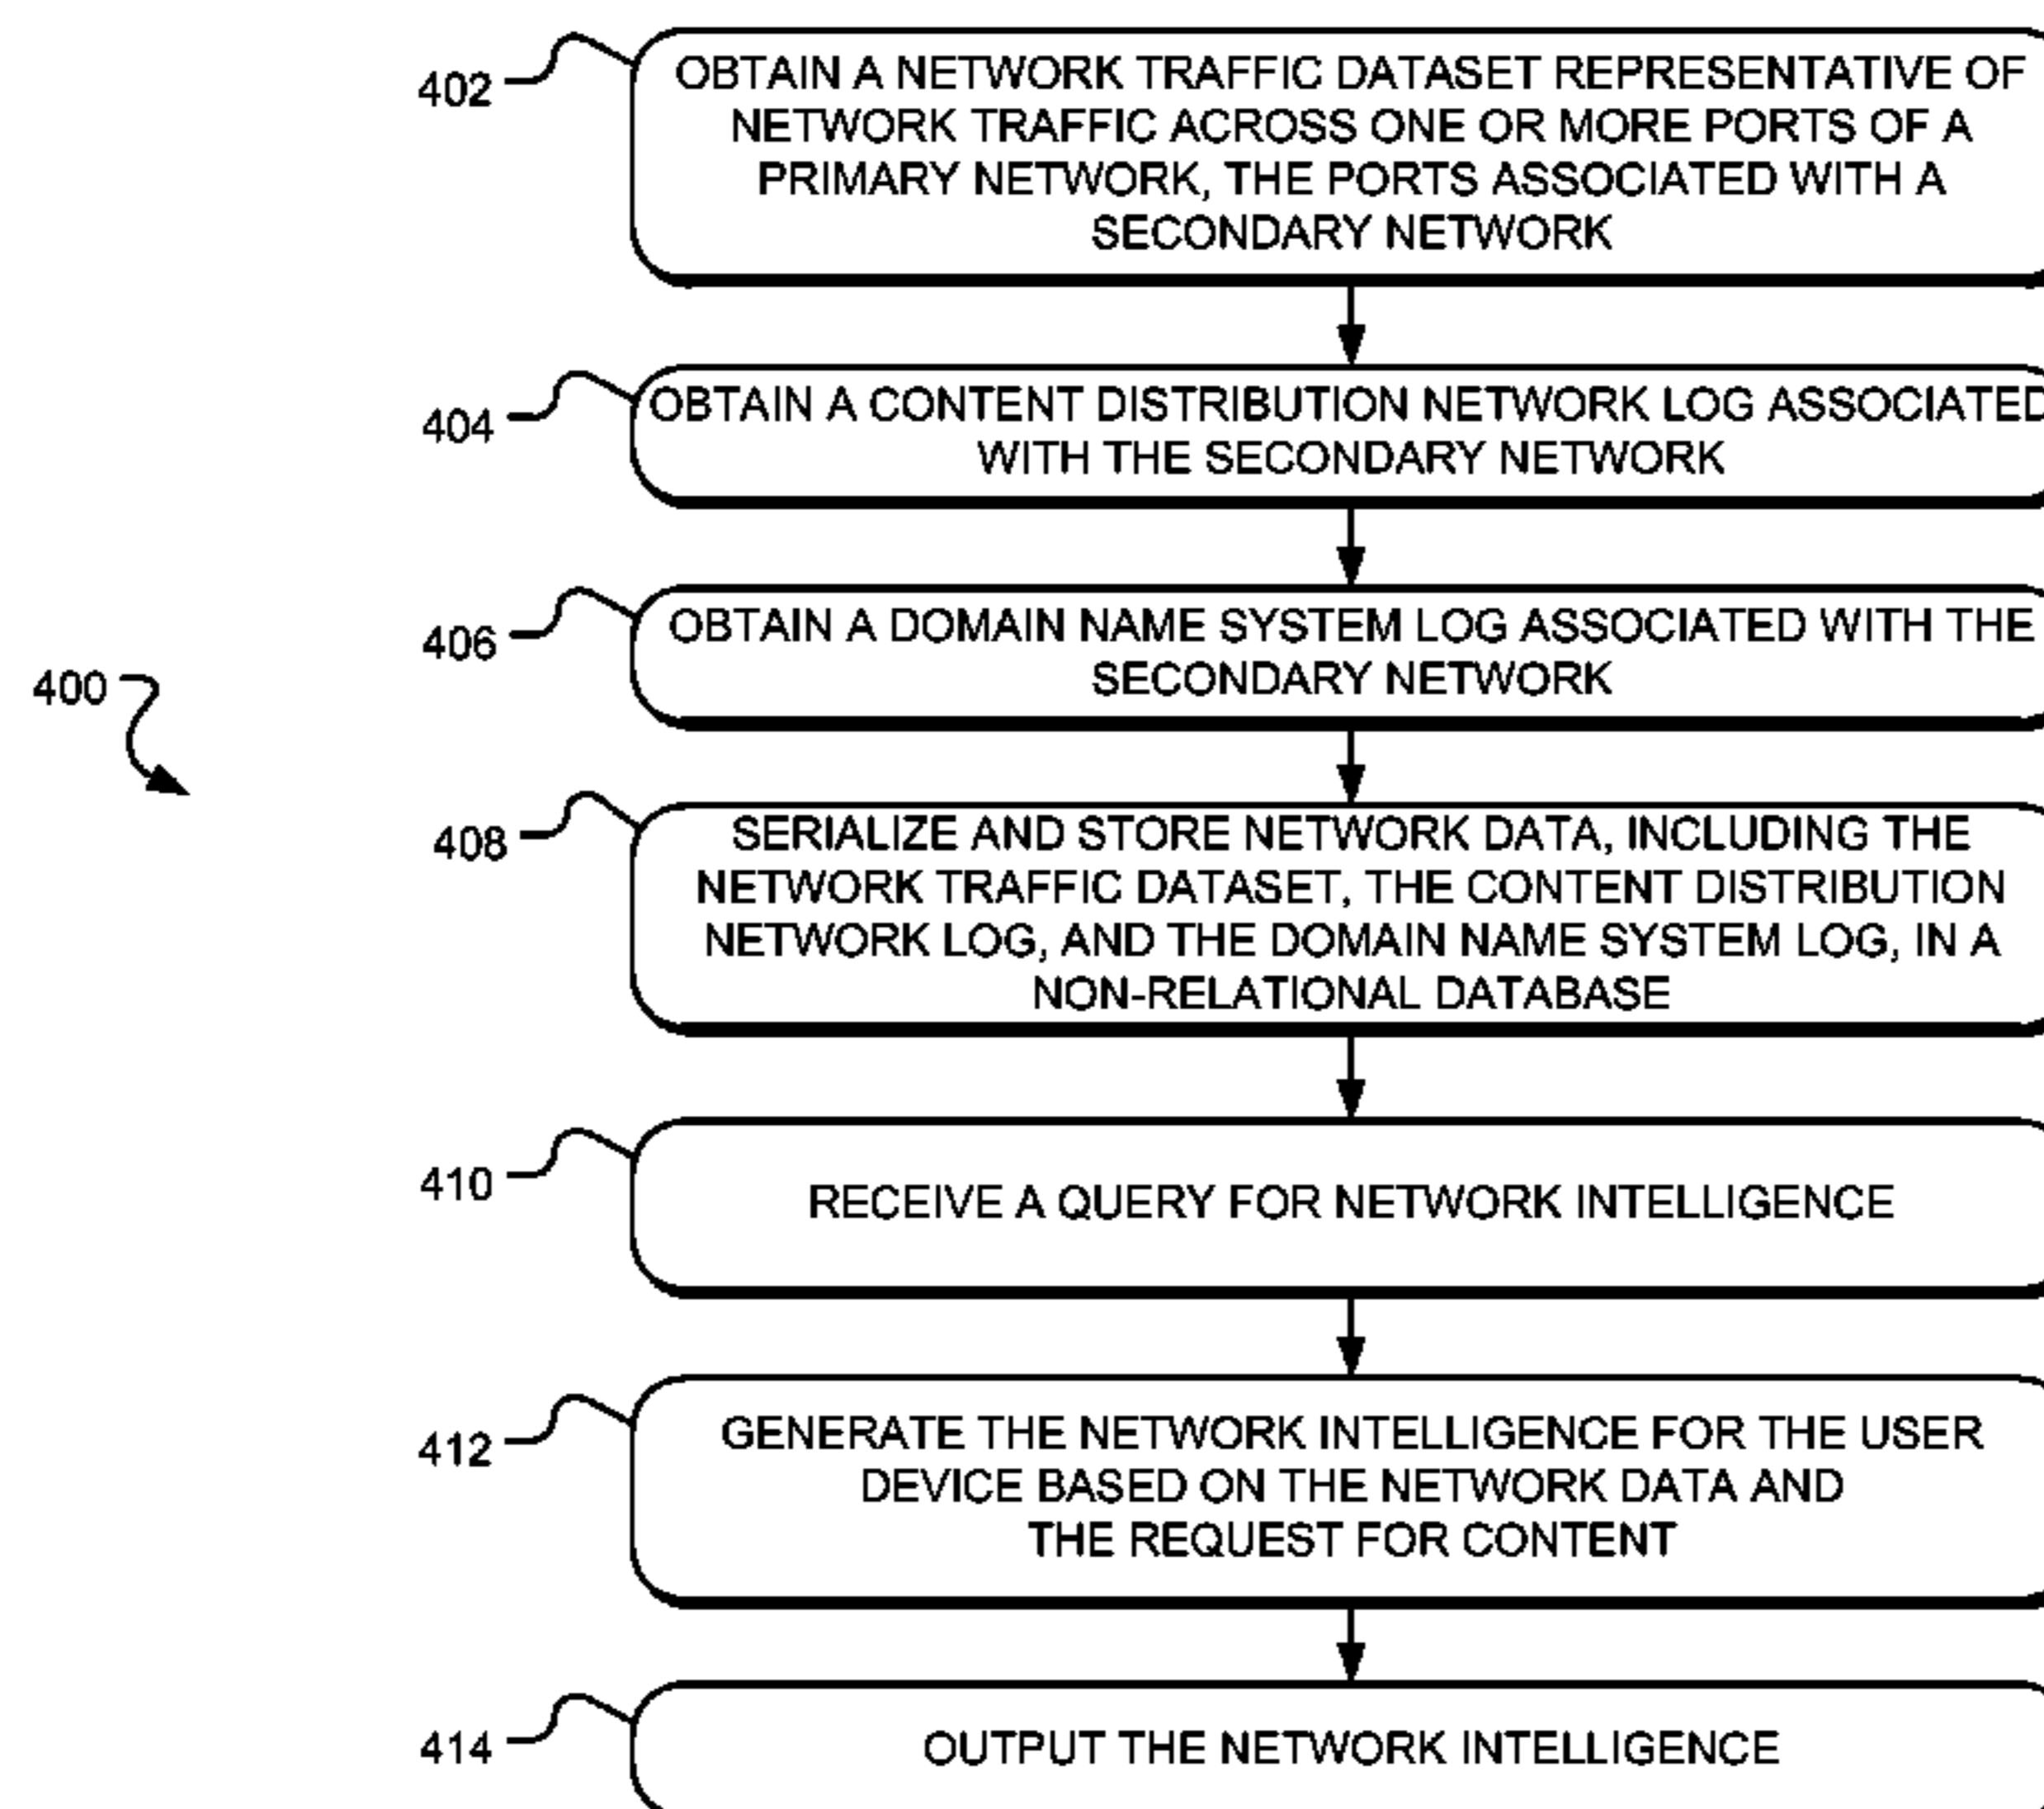 402
OBTAIN A NETWORK TRAFFIC DATASET REPRESENTATIVE OF
NETWORK TRAFFIC ACROSS ONE OR MORE PORTS OF A
PRIMARY NETWORK, THE PORTS ASSOCIATED WITH A
SECONDARY NETWORK
404
OBTAIN A CONTENT DISTRIBUTION NETWORK LOG ASSOCIATED
WITH THE SECONDARY NETWORK
406
OBTAIN A DOMAIN NAME SYSTEM LOG ASSOCIATED WITH THE
SECONDARY NETWORK
400
408
SERIALIZE AND STORE NETWORK DATA, INCLUDING THE
NETWORK TRAFFIC DATASET, THE CONTENT DISTRIBUTION
NETWORK LOG, AND THE DOMAIN NAME SYSTEM LOG, IN A
NON-RELATIONAL DATABASE
410
RECEIVE A QUERY FOR NETWORK INTELLIGENCE
412
GENERATE THE NETWORK INTELLIGENCE FOR THE USER
DEVICE BASED ON THE NETWORK DATA AND
THE REQUEST FOR CONTENT
414
OUTPUT THE NETWORK INTELLIGENCE